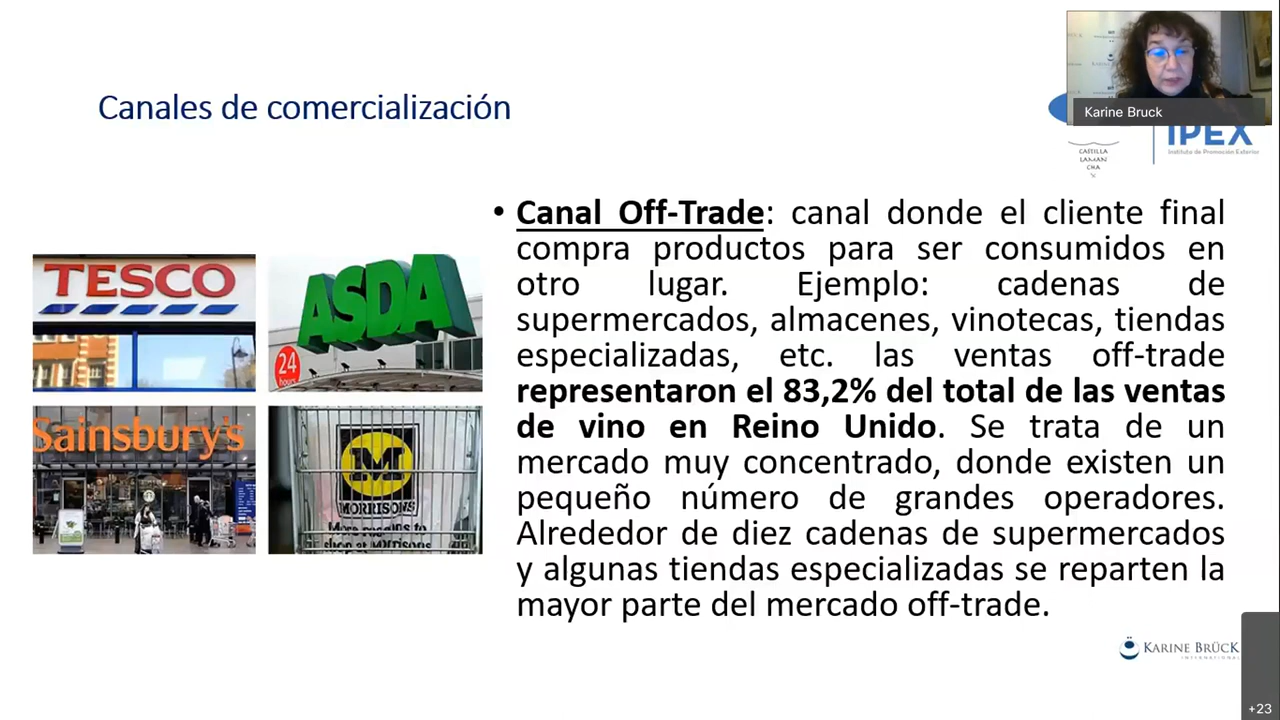 Karine Bruck
Canales de comercialización
IPEX
Instituto de Promoción Exterior
CASTILLA
LAMAN
CHA
• Canal Off-Trade: canal donde el cliente final
compra productos para ser consumidos en
otro lugar. Ejemplo: cadenas de
supermercados, almacenes, vinotecas, tiendas
especializadas, etc. las ventas off-trade
representaron el 83,2% del total de las ventas
de vino en Reino Unido. Se trata de un
mercado muy concentrado, donde existen un
pequeño número de grandes operadores.
Alrededor de diez cadenas de supermercados
y algunas tiendas especializadas se reparten la
mayor parte del mercado off-trade.
TESCO
ASDA
24
hours
Sainsbury's
M
MORRISONS
KARINE BRÜCK
INTERNATIONAL
+23